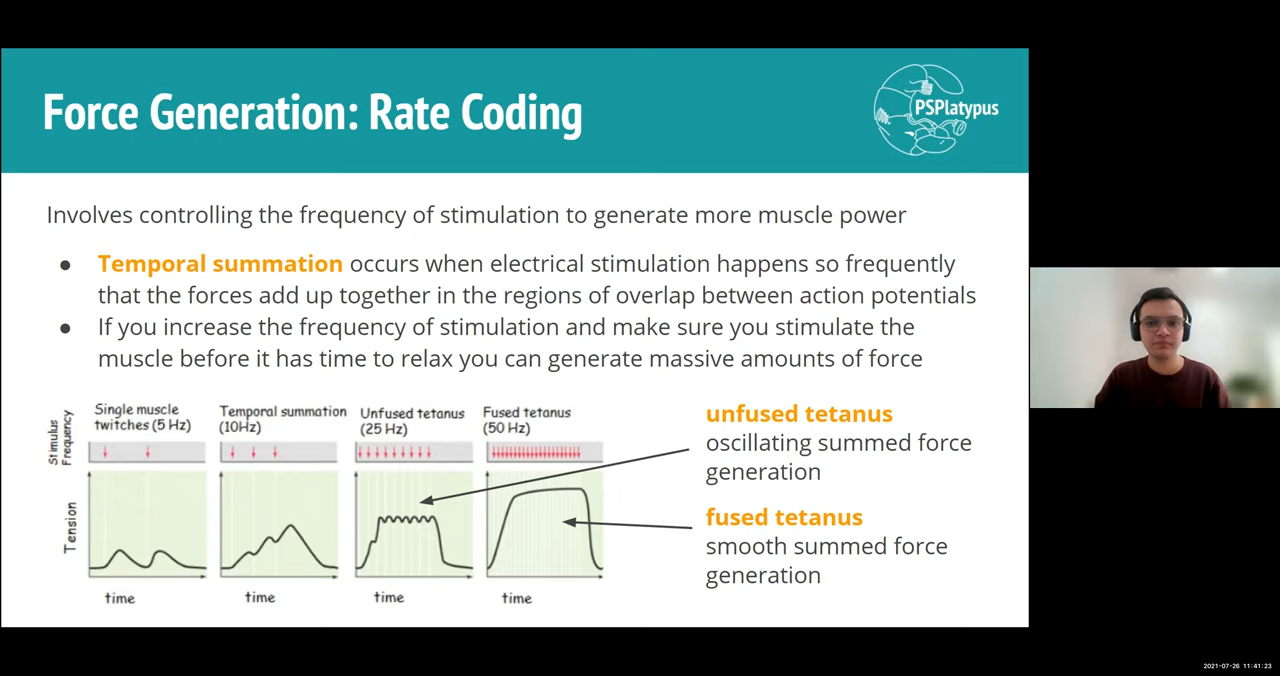 Force Generation: Rate Coding
PSPlatypus
Involves controlling the frequency of stimulation to generate more muscle power
● Temporal summation occurs when electrical stimulation happens so frequently
that the forces add up together in the regions of overlap between action potentials
● If you increase the frequency of stimulation and make sure you stimulate the
muscle before it has time to relax you can generate massive amounts of force
Stimulus
Frequency
Single muscle
twitches (5 Hz)
Temporal summation
(10Hz)
Unfused tetanus
(25 Hz)
Fused tetanus
(50 Hz)
Tension
time
time
time
time
unfused tetanus
oscillating summed force
generation
fused tetanus
smooth summed force
generation
2021-07-26 11:41:23